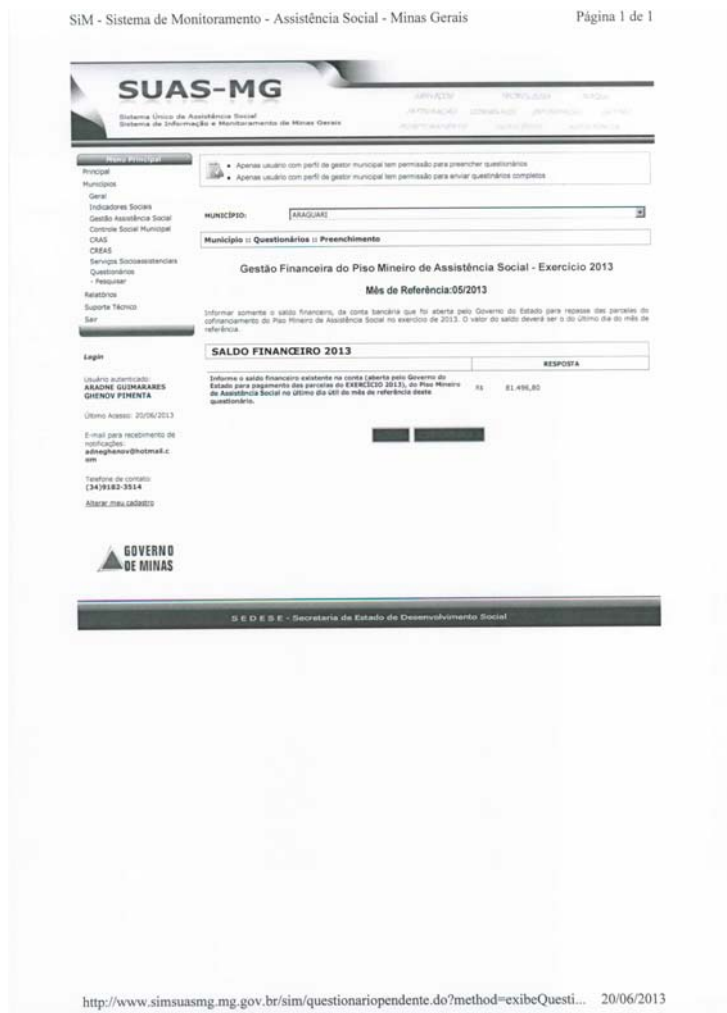 SiM - Sistema de Monitoramento - Assistência Social - Minas Gerais
Página 1 de 1
SUAS-MG
Sistema Único de Assistência Social
Sistema de Informação e Monitoramento de Minas Gerais
Menu Principal
Principal
Municípios
Geral
Indicadores Sociais
Gestão Assistência Social
Controle Social Municipal
CRAS
CREAS
Serviços Socioassistenciais
Questionários
- Pesquisar
Relatórios
Suporte Técnico
Sair
Login
Usuário autenticado:
ARADNE GUIMARAES
GHENOV PIMENTA
Último Acesso: 20/06/2013
E-mail para recebimento de
notificações:
adneghenov@hotmail.c
om
Telefone de contato:
(34)9182-3514
Alterar meu cadastro
GOVERNO
DE MINAS
• Apenas usuário com perfil de gestor municipal tem permissão para preencher questionários
• Apenas usuário com perfil de gestor municipal tem permissão para enviar questinários completos
MUNICÍPIO: ARAGUARI
Município :: Questionários :: Preenchimento
Gestão Financeira do Piso Mineiro de Assistência Social - Exercício 2013
Mês de Referência:05/2013
Informar somente o saldo financeiro, da conta bancária que foi aberta pelo Governo do Estado para repasse das parcelas do
cofinanciamento do Piso Mineiro de Assistência Social no exercício de 2013. O valor do saldo deverá ser o do último dia do mês de
referência.
SALDO FINANCEIRO 2013
RESPOSTA
Informe o saldo financeiro existente na conta (aberta pelo Governo do
Estado para pagamento das parcelas do EXERCÍCIO 2013), do Piso Mineiro
de Assistência Social no último dia útil do mês de referência deste
questionário.
R$ 81.496,80
S E D E S E - Secretaria de Estado de Desenvolvimento Social
http://www.simsuasmg.mg.gov.br/sim/questionariopendente.do?method=exibeQuesti... 20/06/2013